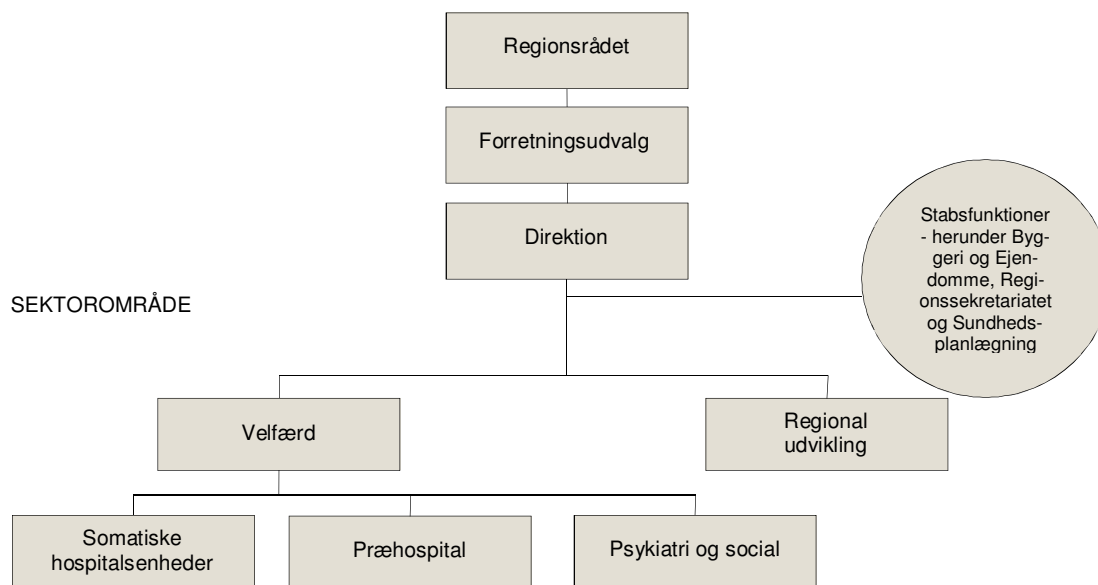 Regionsrådet
Forretningsudvalg
Direktion
Stabsfunktioner
- herunder Byg-
geri og Ejen-
domme, Regi-
onssekretariatet
og Sundheds-
planlægning
SEKTOROMRÅDE
Velfærd
Regional
udvikling
Somatiske
hospitalsenheder
Præhospital
Psykiatri og social